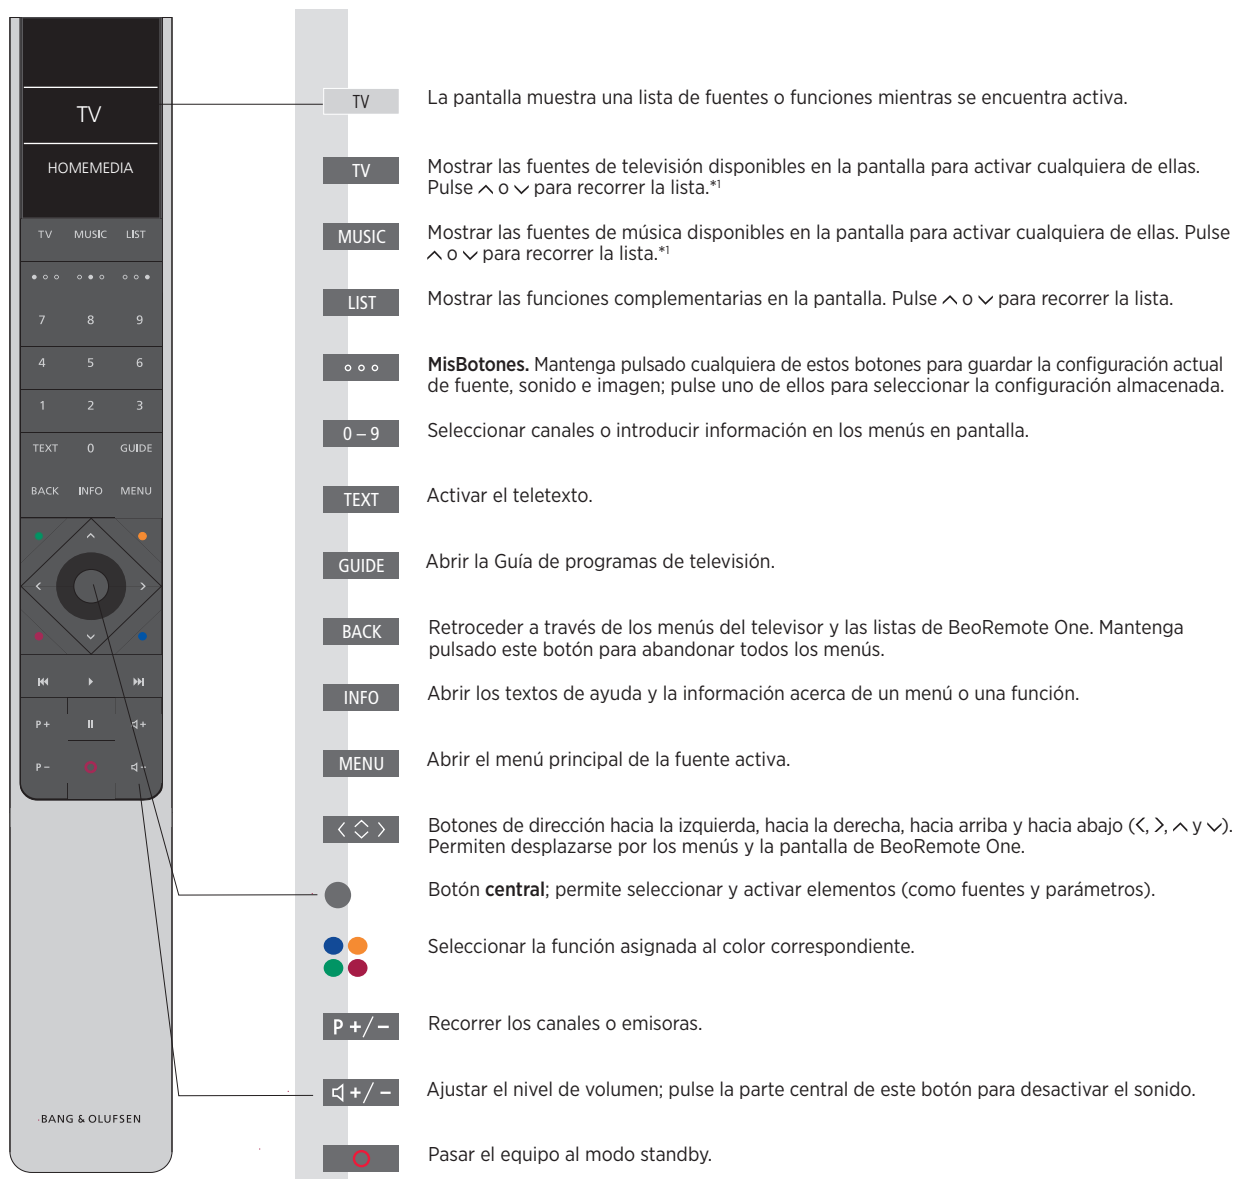 TV
HOMEMEDIA
TV MUSIC LIST
7 8 9
4 5 6
1 2 3
TEXT 0 GUIDE
BACK INFO MENU
P + +
P – –
BANG & OLUFSEN
TV La pantalla muestra una lista de fuentes o funciones mientras se encuentra activa.
TV Mostrar las fuentes de televisión disponibles en la pantalla para activar cualquiera de ellas.
Pulse ︿ o ﹀ para recorrer la lista.*1
MUSIC Mostrar las fuentes de música disponibles en la pantalla para activar cualquiera de ellas. Pulse
︿ o ﹀ para recorrer la lista.*1
LIST Mostrar las funciones complementarias en la pantalla. Pulse ︿ o ﹀ para recorrer la lista.
MisBotones. Mantenga pulsado cualquiera de estos botones para guardar la configuración actual
de fuente, sonido e imagen; pulse uno de ellos para seleccionar la configuración almacenada.
0 – 9 Seleccionar canales o introducir información en los menús en pantalla.
TEXT Activar el teletexto.
GUIDE Abrir la Guía de programas de televisión.
BACK Retroceder a través de los menús del televisor y las listas de BeoRemote One. Mantenga
pulsado este botón para abandonar todos los menús.
INFO Abrir los textos de ayuda y la información acerca de un menú o una función.
MENU Abrir el menú principal de la fuente activa.
Botones de dirección hacia la izquierda, hacia la derecha, hacia arriba y hacia abajo (〈, 〉, ︿ y ﹀).
Permiten desplazarse por los menús y la pantalla de BeoRemote One.
Botón central; permite seleccionar y activar elementos (como fuentes y parámetros).
Seleccionar la función asignada al color correspondiente.
P +/– Recorrer los canales o emisoras.
+/– Ajustar el nivel de volumen; pulse la parte central de este botón para desactivar el sonido.
Pasar el equipo al modo standby.